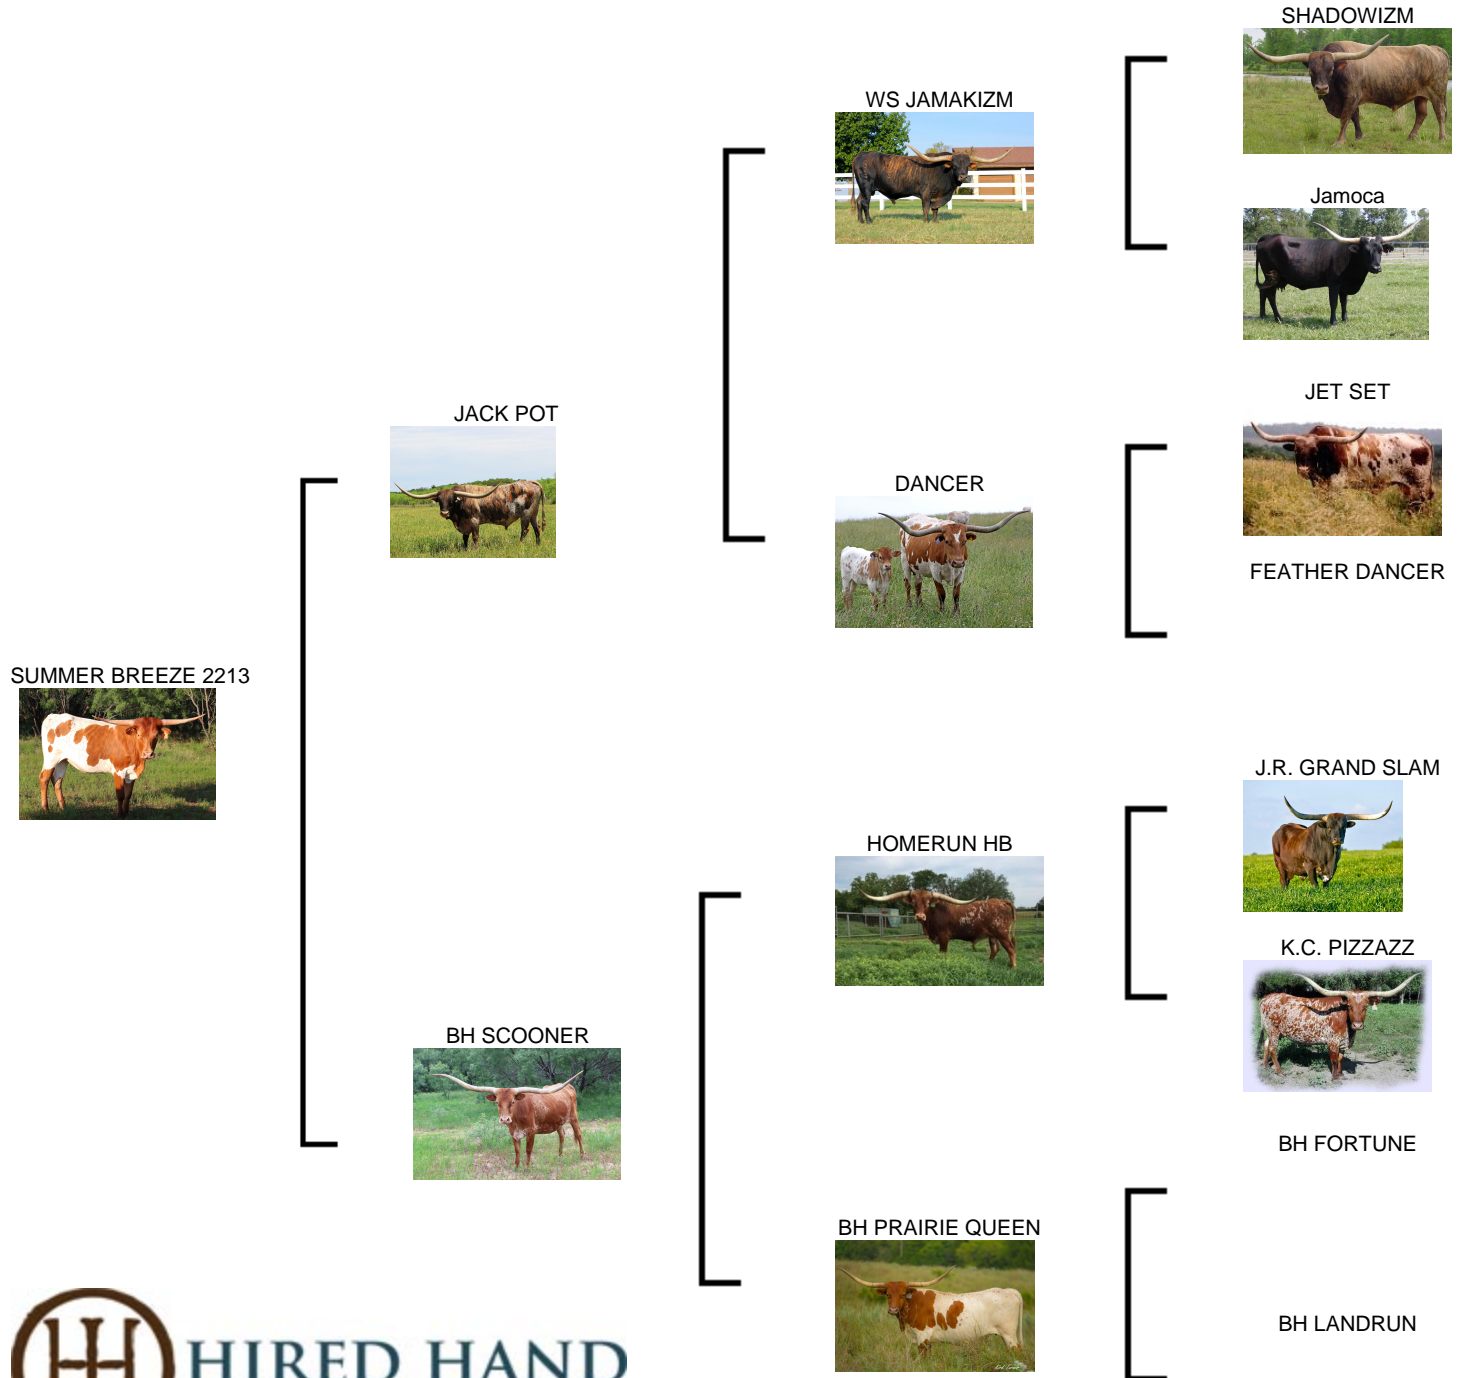 SHADOWIZM
WS JAMAKIZM
Jamoca
JET SET
JACK POT
DANCER
FEATHER DANCER
SUMMER BREEZE 2213
J.R. GRAND SLAM
HOMERUN HB
K.C. PIZZAZZ
BH SCOONER
BH FORTUNE
BH PRAIRIE QUEEN
BH LANDRUN
HIRED HAND